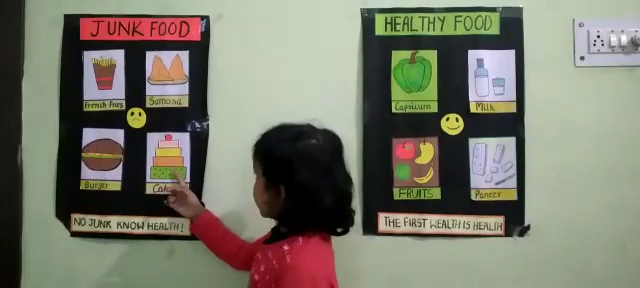 JUNK FOOD
French Fries
Samosa
Burger
NO JUNK KNOW HEALTH!
HEALTHY FOOD
Capsicum
Milk
FRUITS
Paneer
THE FIRST WEALTH IS HEALTH